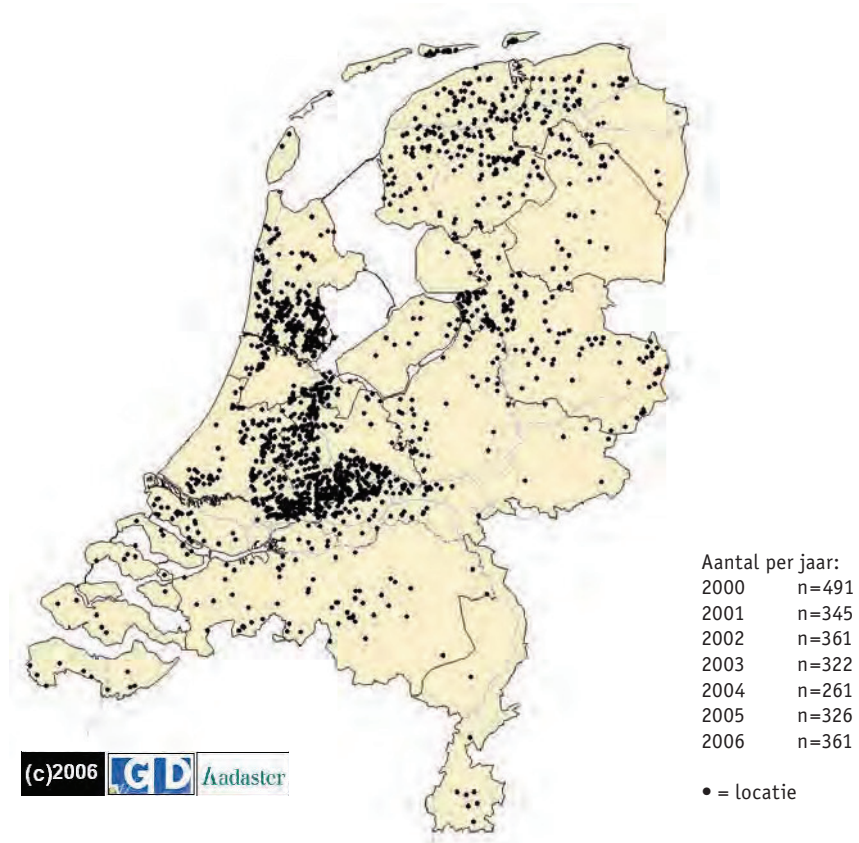 Aantal per jaar:
2000 n=491
2001 n=345
2002 n=361
2003 n=322
2004 n=261
2005 n=326
2006 n=361
• = locatie
(c)2006 GD kadaster